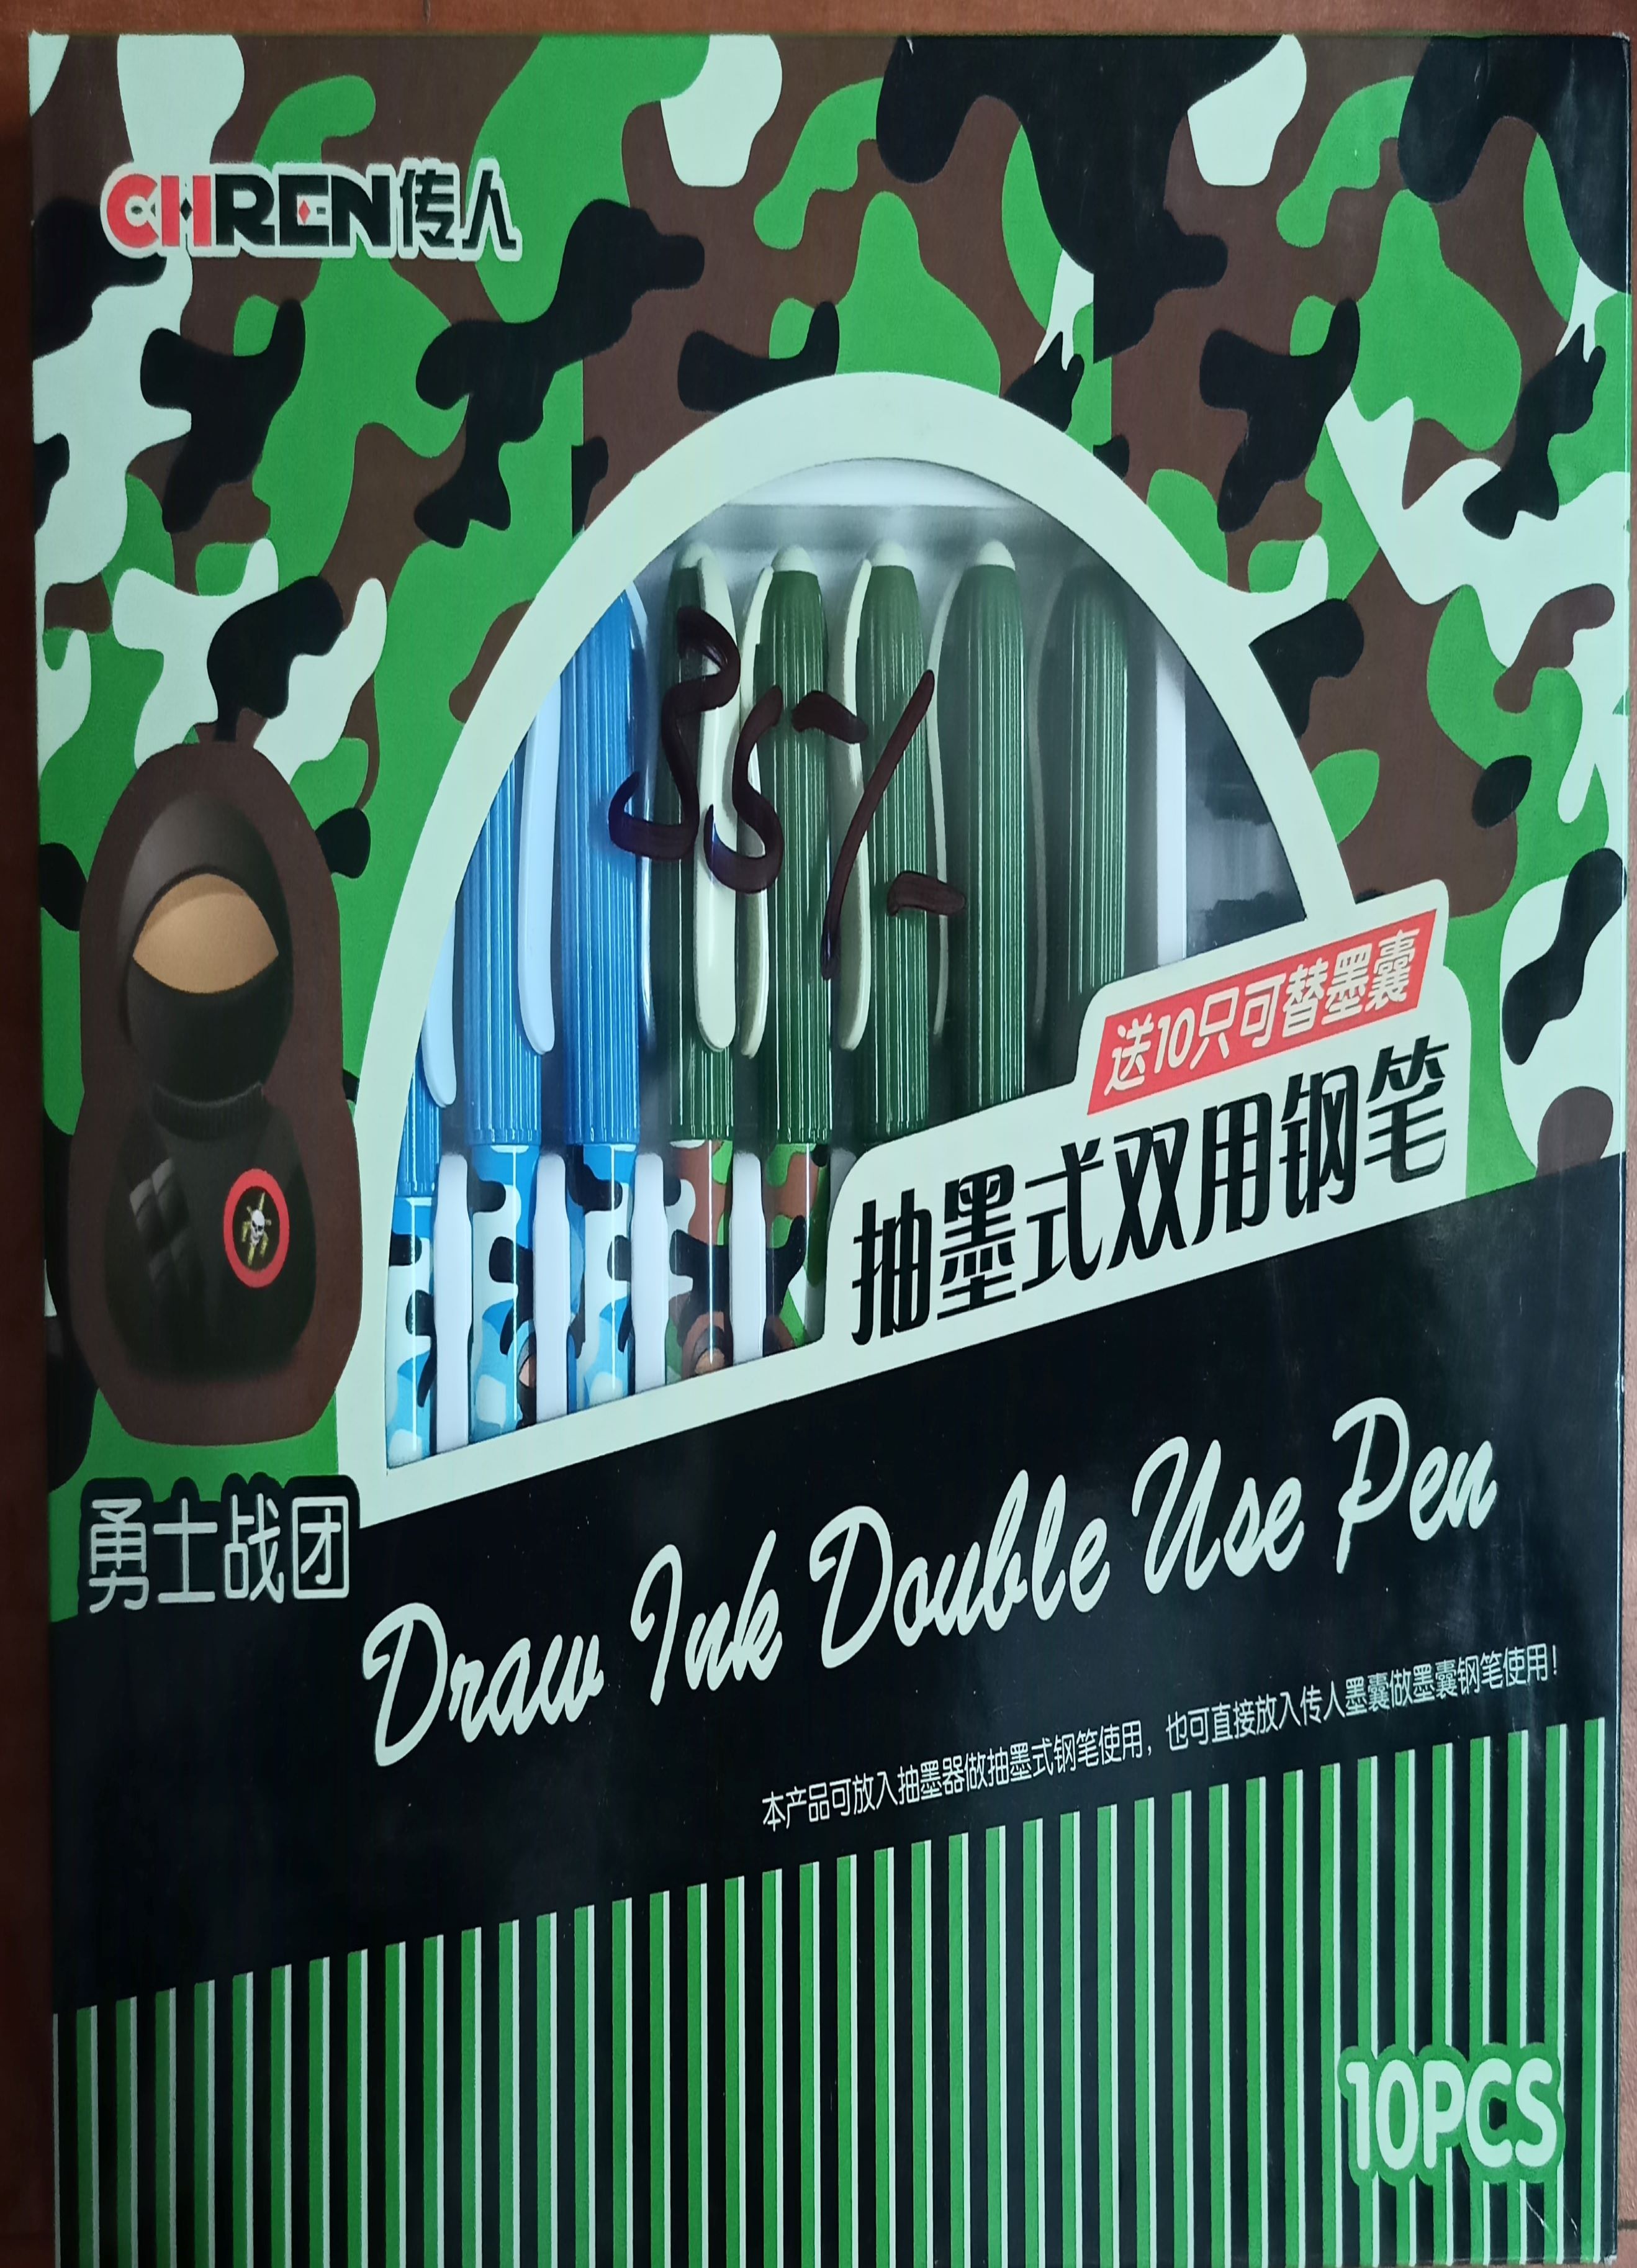 CHREN传人
35-/-
送10只可替墨囊
抽墨式双用钢笔
勇士战团
Draw Ink Double Use Pen
本产品可放入抽墨器做抽墨式钢笔使用，也可直接放入传人墨囊做墨囊钢笔使用！
10PCS